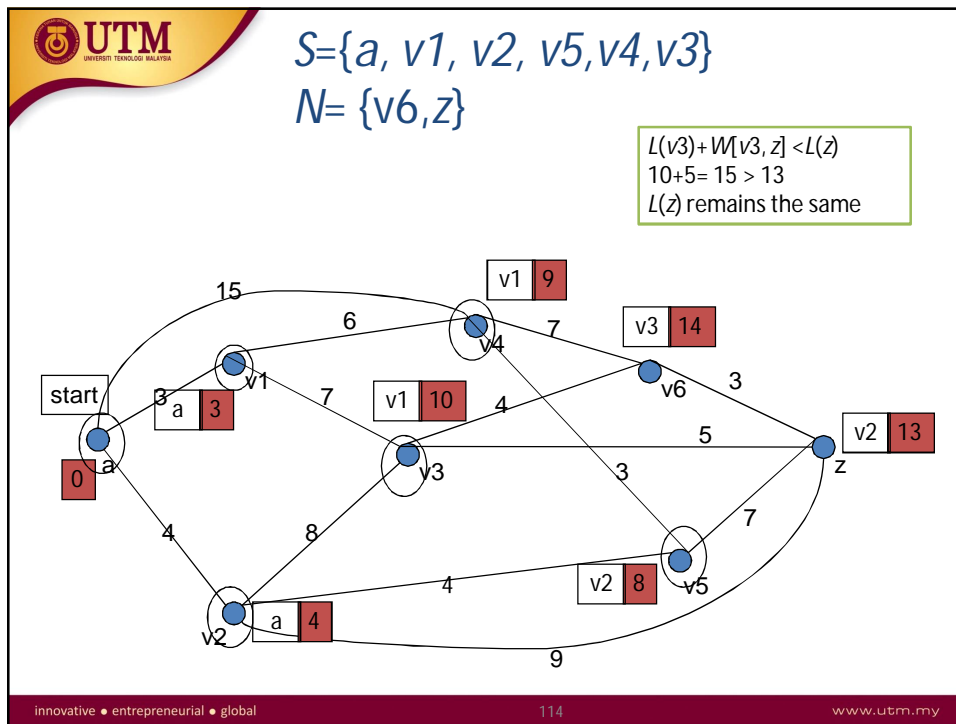 UTM
UNIVERSITI TEKNOLOGI MALAYSIA
S={a, v1, v2, v5,v4,v3}
N= {v6,z}
L(v3)+W[v3, z] <L(z)
10+5= 15 > 13
L(z) remains the same
v1 9
15
6
v4
7
v3 14
v1
start
3
a 3
7
v1 10
4
v6
3
5
v2 13
a
0
v3
3
z
4
8
7
4
v2 8
v5
v2
a 4
9
innovative ● entrepreneurial ● global
114
www.utm.my